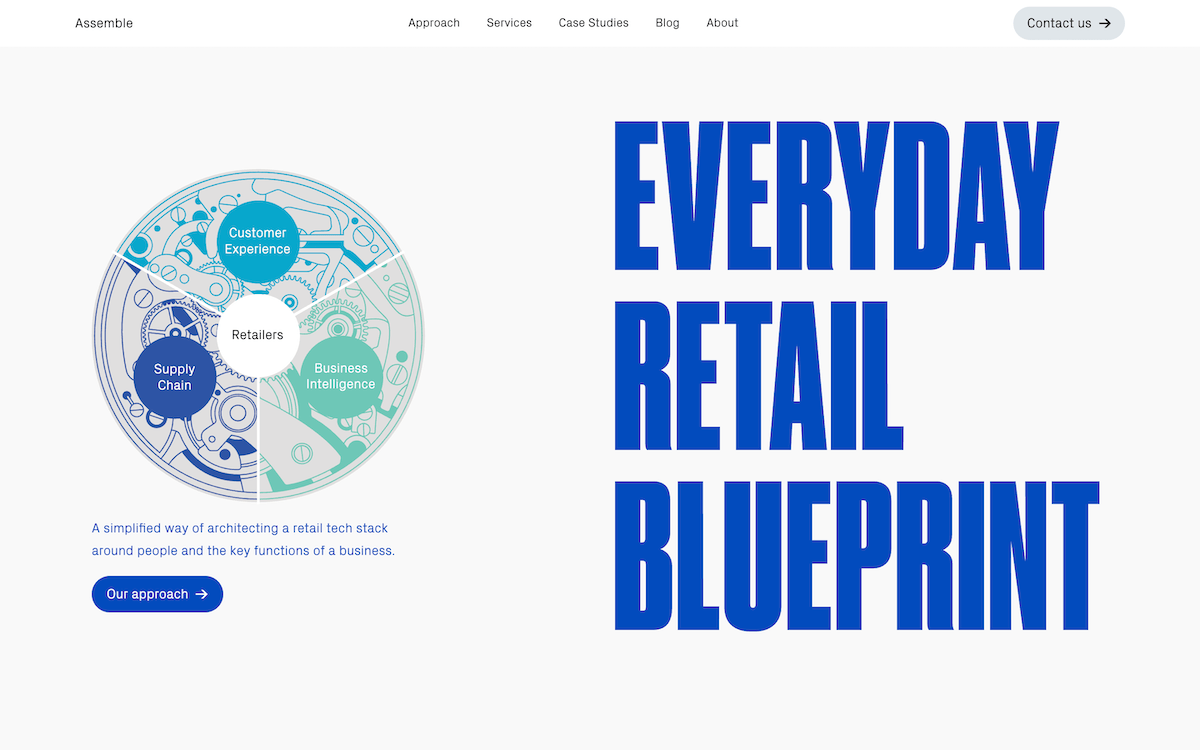 Assemble
Approach
Services
Case Studies
Blog
About
Contact us
Customer
Experience
Retailers
Supply
Chain
Business
Intelligence
A simplified way of architecting a retail tech stack
around people and the key functions of a business.
Our approach
EVERYDAY
RETAIL
BLUEPRINT